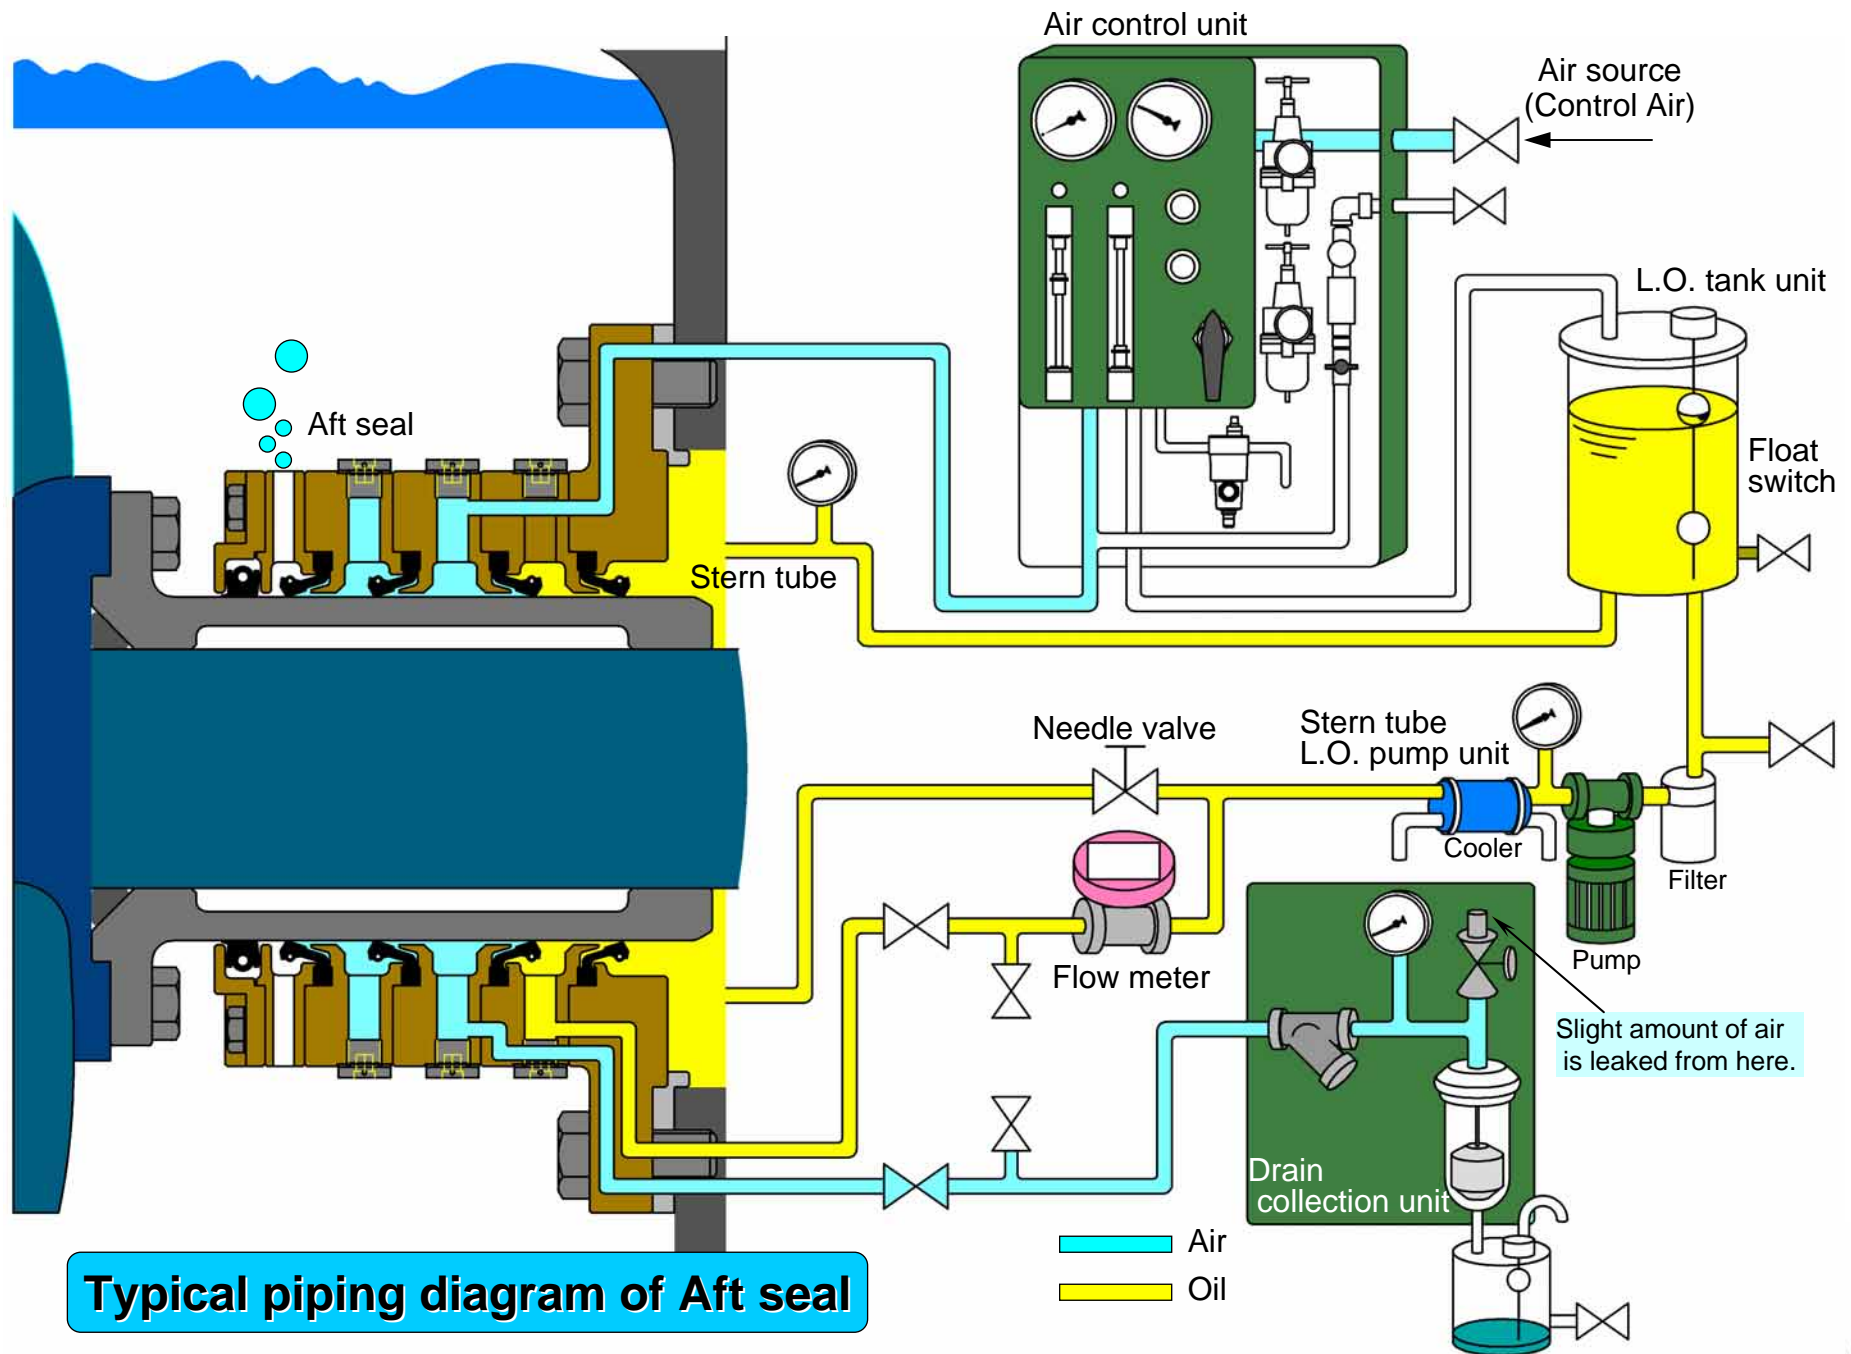 Air control unit
Air source
(Control Air)
L.O. tank unit
Aft seal
Float
switch
Stern tube
Needle valve
Stern tube
L.O. pump unit
Cooler
Filter
Pump
Flow meter
Slight amount of air
is leaked from here.
Drain
collection unit
Air
Oil
Typical piping diagram of Aft seal